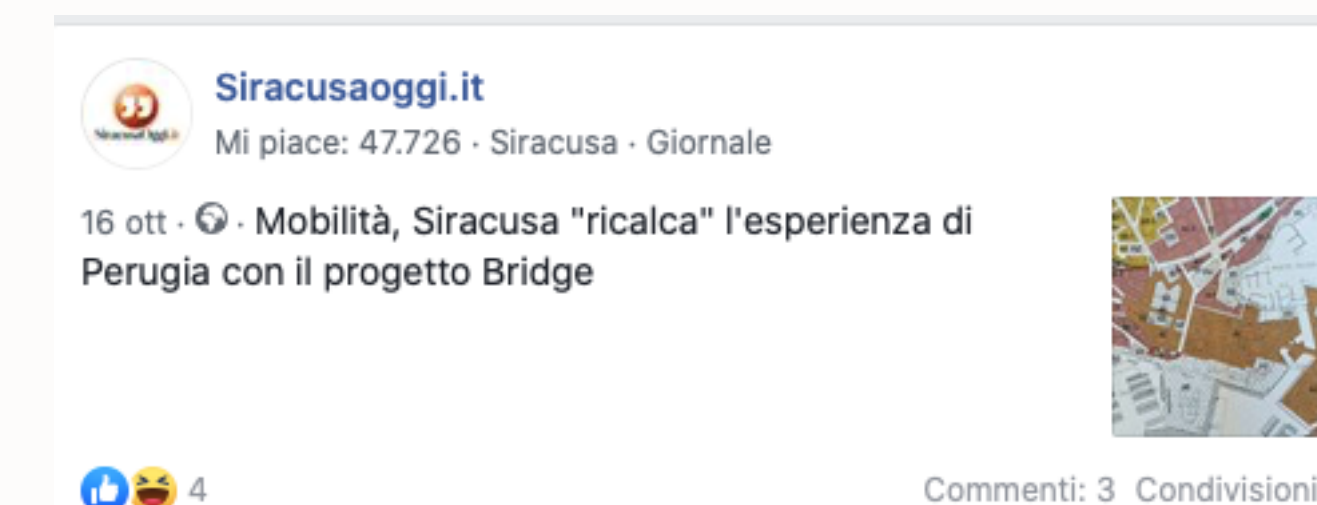 Siracusaoggi.it
Mi piace: 47.726 · Siracusa · Giornale
16 ott · · Mobilità, Siracusa "ricalca" l'esperienza di
Perugia con il progetto Bridge
4
Commenti: 3 Condivisioni